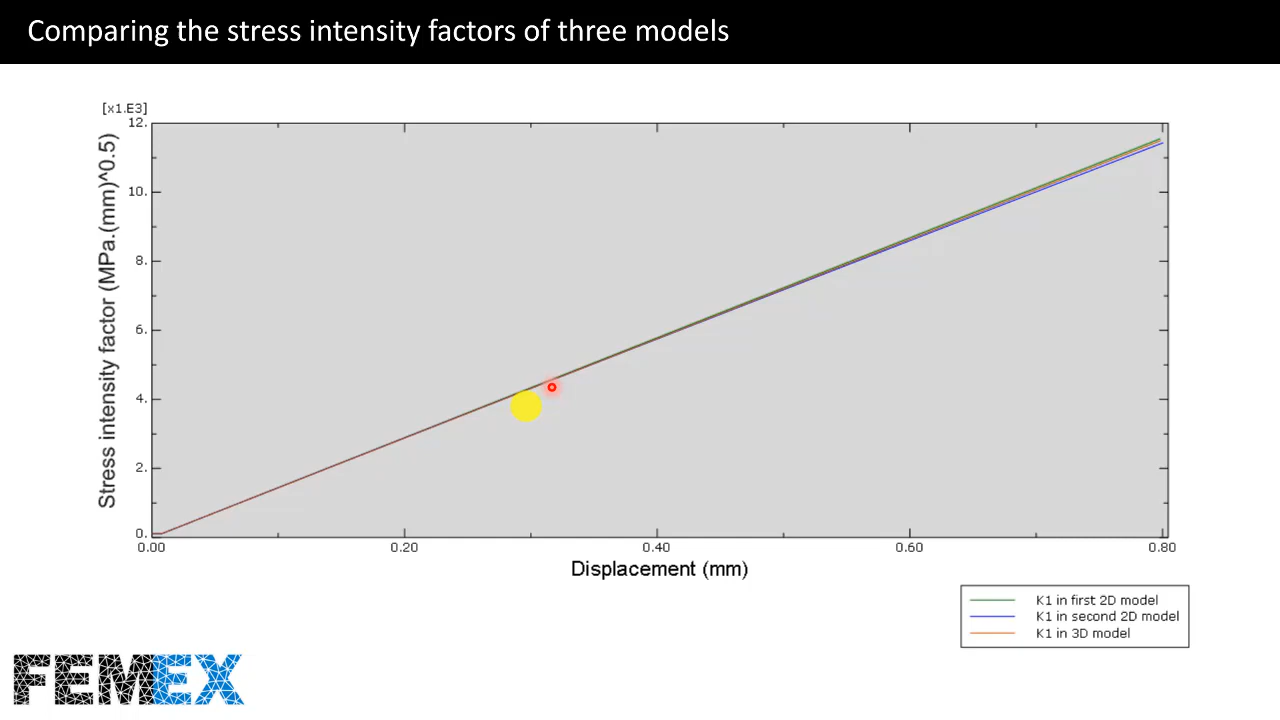 Comparing the stress intensity factors of three models
[x1.E3]
12.
10.
8.
6.
4.
2.
0.
Stress intensity factor (MPa.(mm)^0.5)
0.00
0.20
0.40
0.60
0.80
Displacement (mm)
K1 in first 2D model
K1 in second 2D model
K1 in 3D model
FEMEX